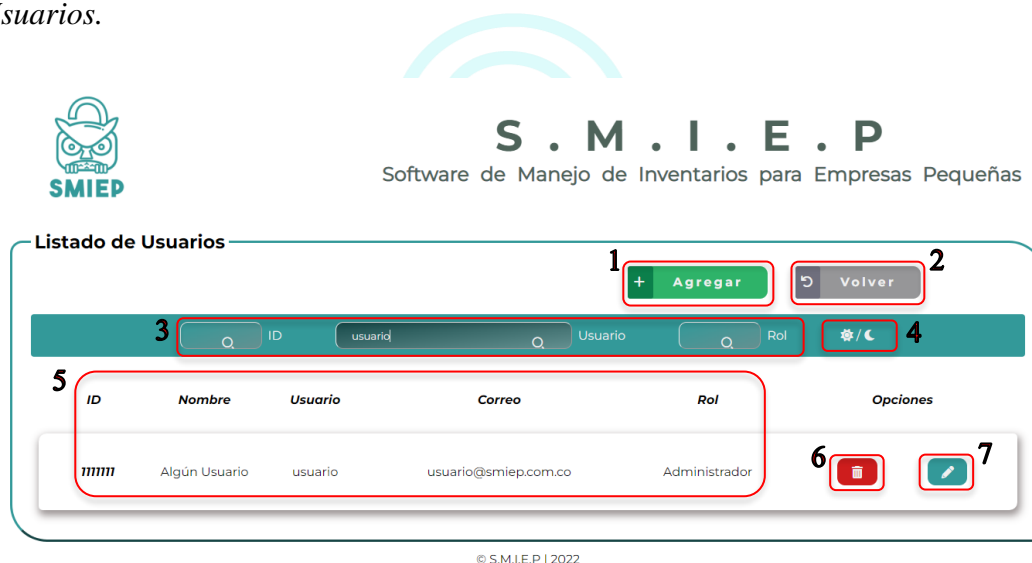 suarios.
S . M . I . E . P
Software de Manejo de Inventarios para Empresas Pequeñas
SMIEP
Listado de Usuarios
1 + Agregar 2 Volver
3 ID usuario Usuario Rol / 4
5
ID Nombre Usuario Correo Rol Opciones
1111111 Algún Usuario usuario usuario@smiep.com.co Administrador 6 7
© S.M.I.E.P | 2022